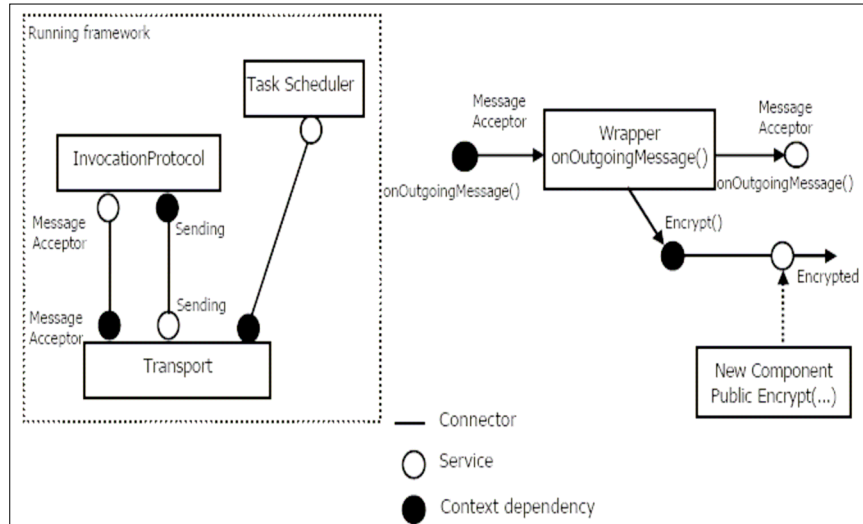 Running framework
Task Scheduler
InvocationProtocol
Message
Acceptor
Sending
Sending
Message
Acceptor
Transport
Message
Acceptor
Wrapper
onOutgoingMessage()
Message
Acceptor
onOutgoingMessage()
onOutgoingMessage()
Encrypt()
Encrypted
New Component
Public Encrypt(...)
Connector
Service
Context dependency